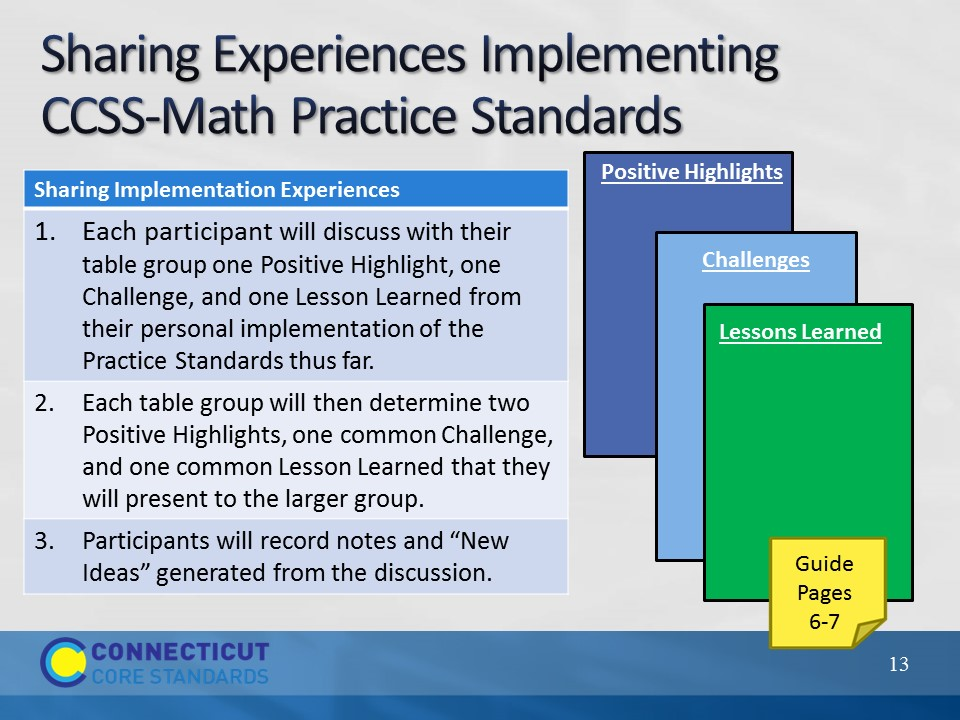 Sharing Experiences Implementing
CCSS-Math Practice Standards
Sharing Implementation Experiences
1. Each participant will discuss with their
table group one Positive Highlight, one
Challenge, and one Lesson Learned from
their personal implementation of the
Practice Standards thus far.
2. Each table group will then determine two
Positive Highlights, one common Challenge,
and one common Lesson Learned that they
will present to the larger group.
3. Participants will record notes and “New
Ideas” generated from the discussion.
Positive Highlights
Challenges
Lessons Learned
Guide
Pages
6-7
CONNECTICUT
CORE STANDARDS
13